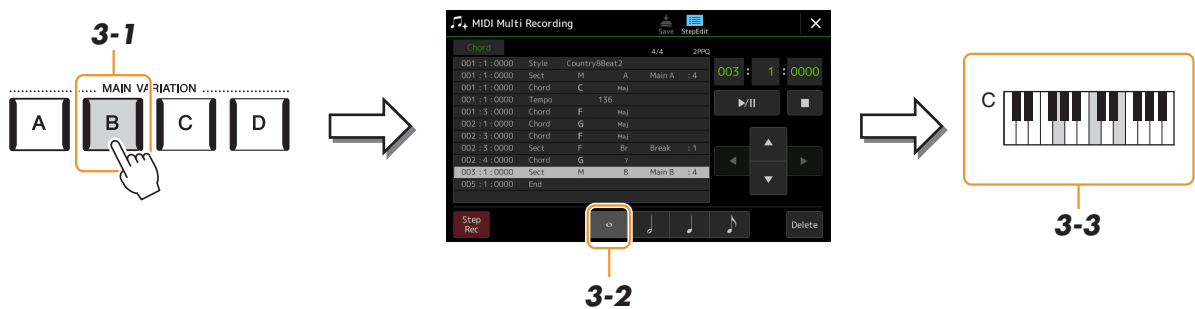 3-1
MAIN VARIATION
A B C D
MIDI Multi Recording
Save StepEdit
Chord 4/4 2PPQ
001 : 1 : 0000 Style Country8Beat2
001 : 1 : 0000 Sect M A Main A : 4
001 : 1 : 0000 Chord C Maj
001 : 1 : 0000 Tempo 136
001 : 3 : 0000 Chord F Maj
002 : 1 : 0000 Chord G Maj
002 : 3 : 0000 Chord F Maj
002 : 3 : 0000 Sect F Br Break : 1
002 : 4 : 0000 Chord G 7
003 : 1 : 0000 Sect M B Main B : 4
005 : 1 : 0000 End
003 : 1 : 0000
Step
Rec
Delete
3-2
C
3-3